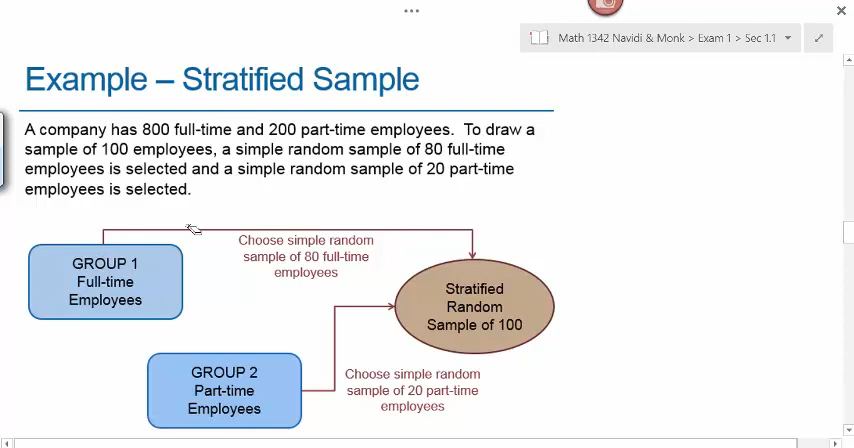 Math 1342 Navidi & Monk > Exam 1 > Sec 1.1
Example – Stratified Sample
A company has 800 full-time and 200 part-time employees. To draw a
sample of 100 employees, a simple random sample of 80 full-time
employees is selected and a simple random sample of 20 part-time
employees is selected.
Choose simple random
sample of 80 full-time
employees
GROUP 1
Full-time
Employees
Stratified
Random
Sample of 100
GROUP 2
Part-time
Employees
Choose simple random
sample of 20 part-time
employees